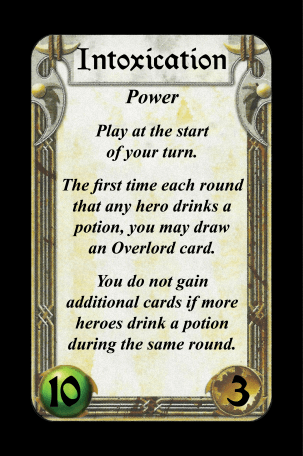 Intoxication
Power
Play at the start
of your turn.
The first time each round
that any hero drinks a
potion, you may draw
an Overlord card.
You do not gain
additional cards if more
heroes drink a potion
during the same round.
10
3